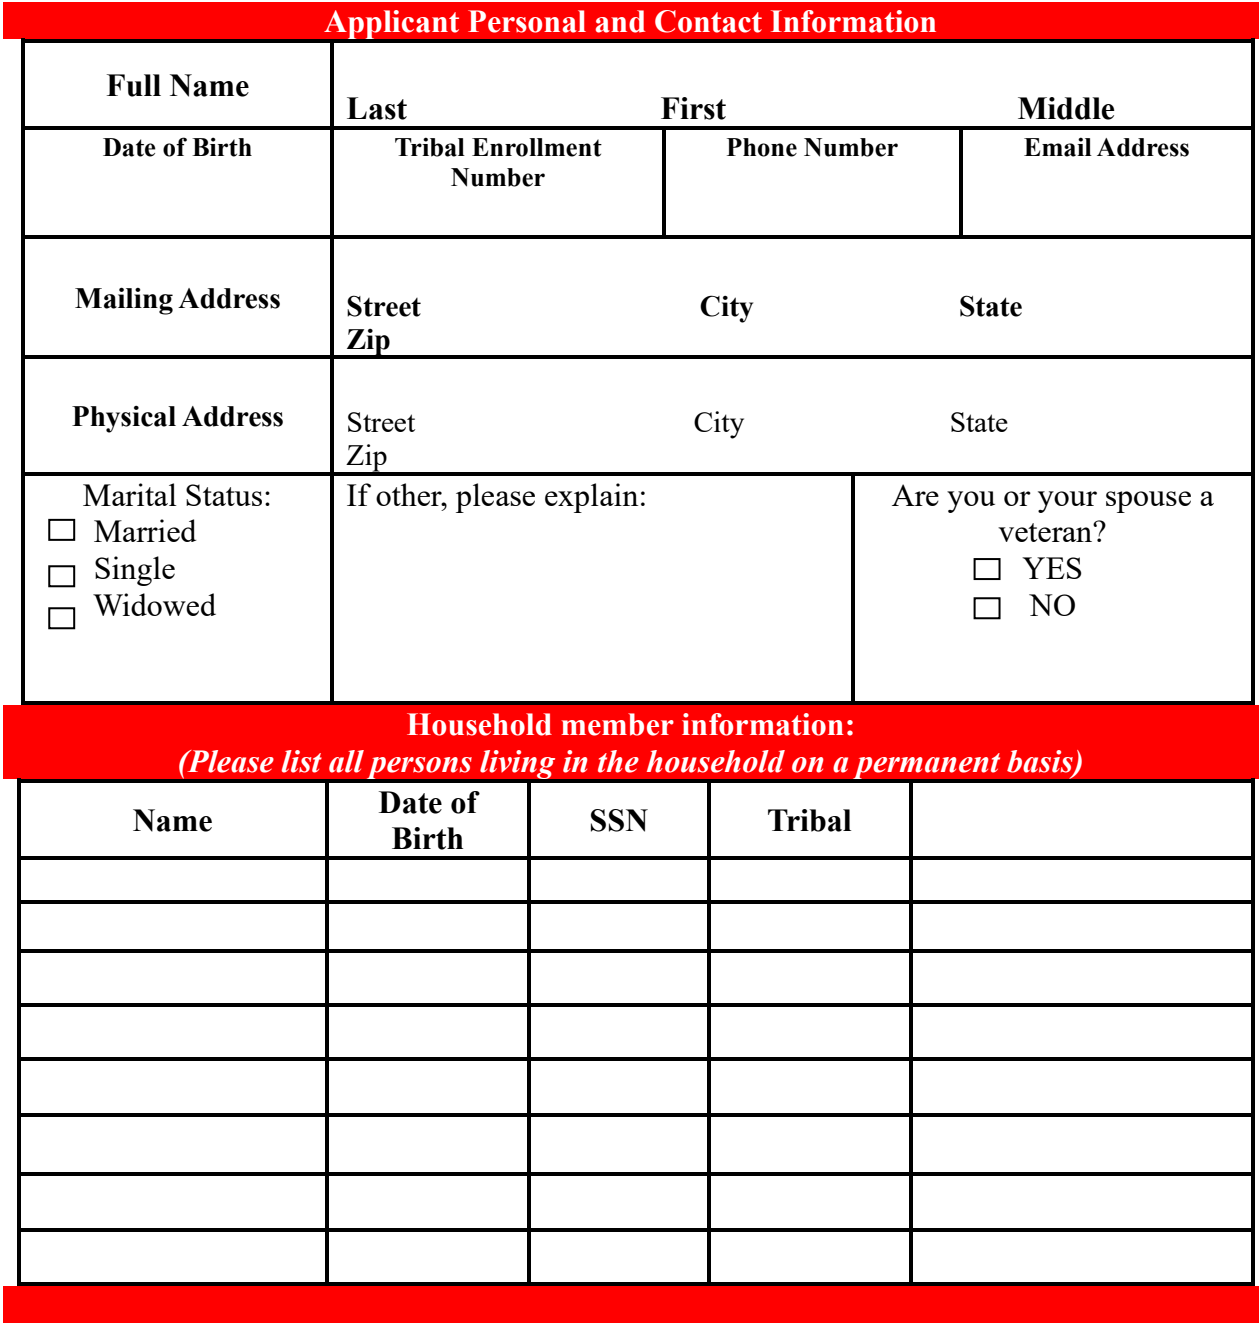 Applicant Personal and Contact Information
Full Name
Last First Middle
Date of Birth
Tribal Enrollment
Number
Phone Number
Email Address
Mailing Address
Street City State
Zip
Physical Address
Street City State
Zip
Marital Status:
Married
Single
Widowed
If other, please explain:
Are you or your spouse a
veteran?
YES
NO
Household member information:
(Please list all persons living in the household on a permanent basis)
Name
Date of
Birth
SSN
Tribal